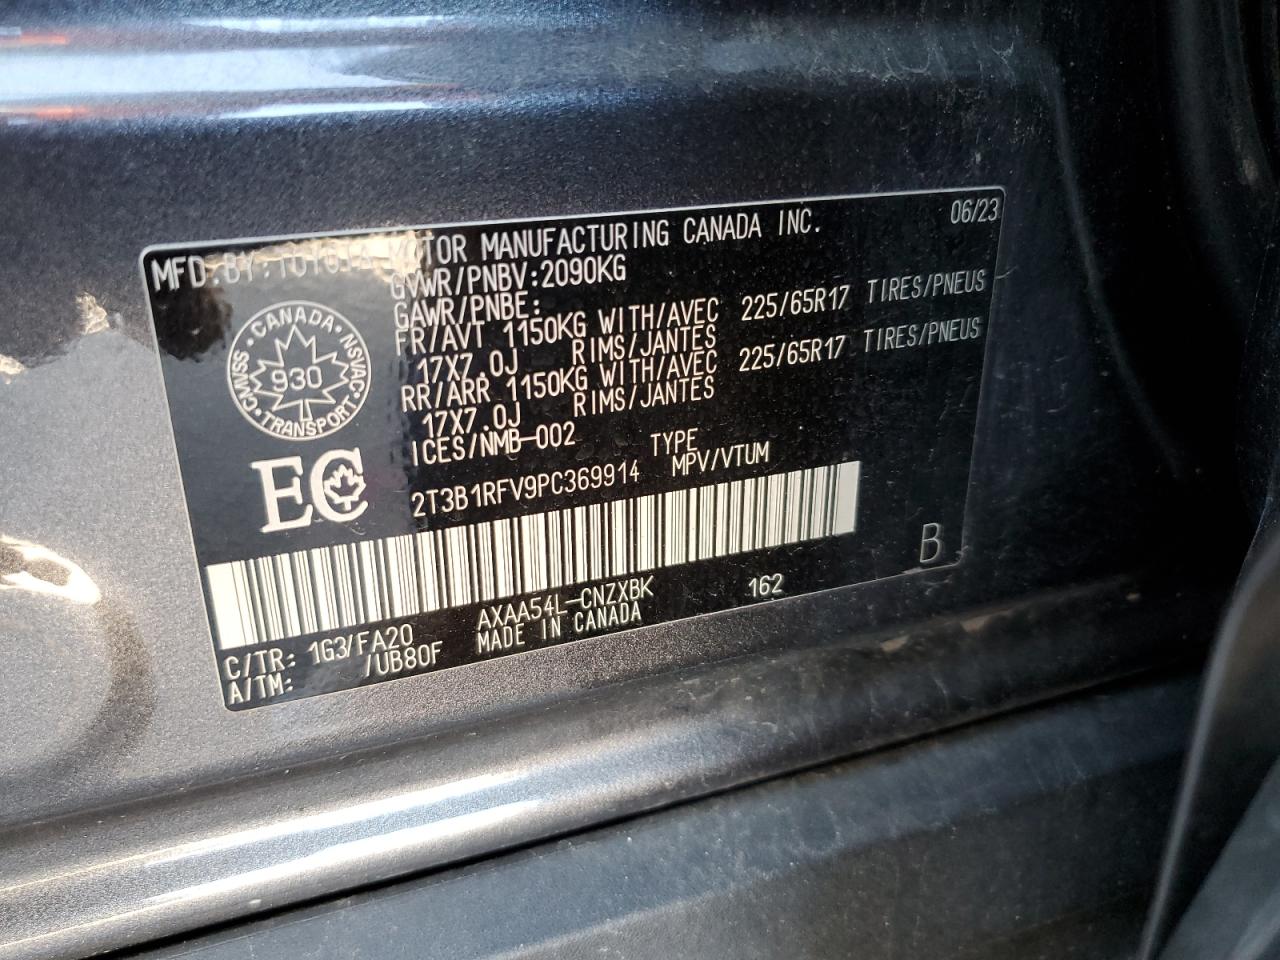 MFD.BY:TOYOTA MOTOR MANUFACTURING CANADA INC. 06/23
GVWR/PNBV:2090KG
GAWR/PNBE:
FR/AVT 1150KG WITH/AVEC 225/65R17 TIRES/PNEUS
17X7.0J RIMS/JANTES
RR/ARR 1150KG WITH/AVEC 225/65R17 TIRES/PNEUS
17X7.0J RIMS/JANTES
ICES/NMB-002
CANADA
CMVSS 930 NSVAC
TRANSPORT
EC
TYPE
2T3B1RFV9PC369914 MPV/VTUM
B
AXAA54L-CNZXBK 162
MADE IN CANADA
C/TR: 1G3/FA20
A/TM: /UB80F